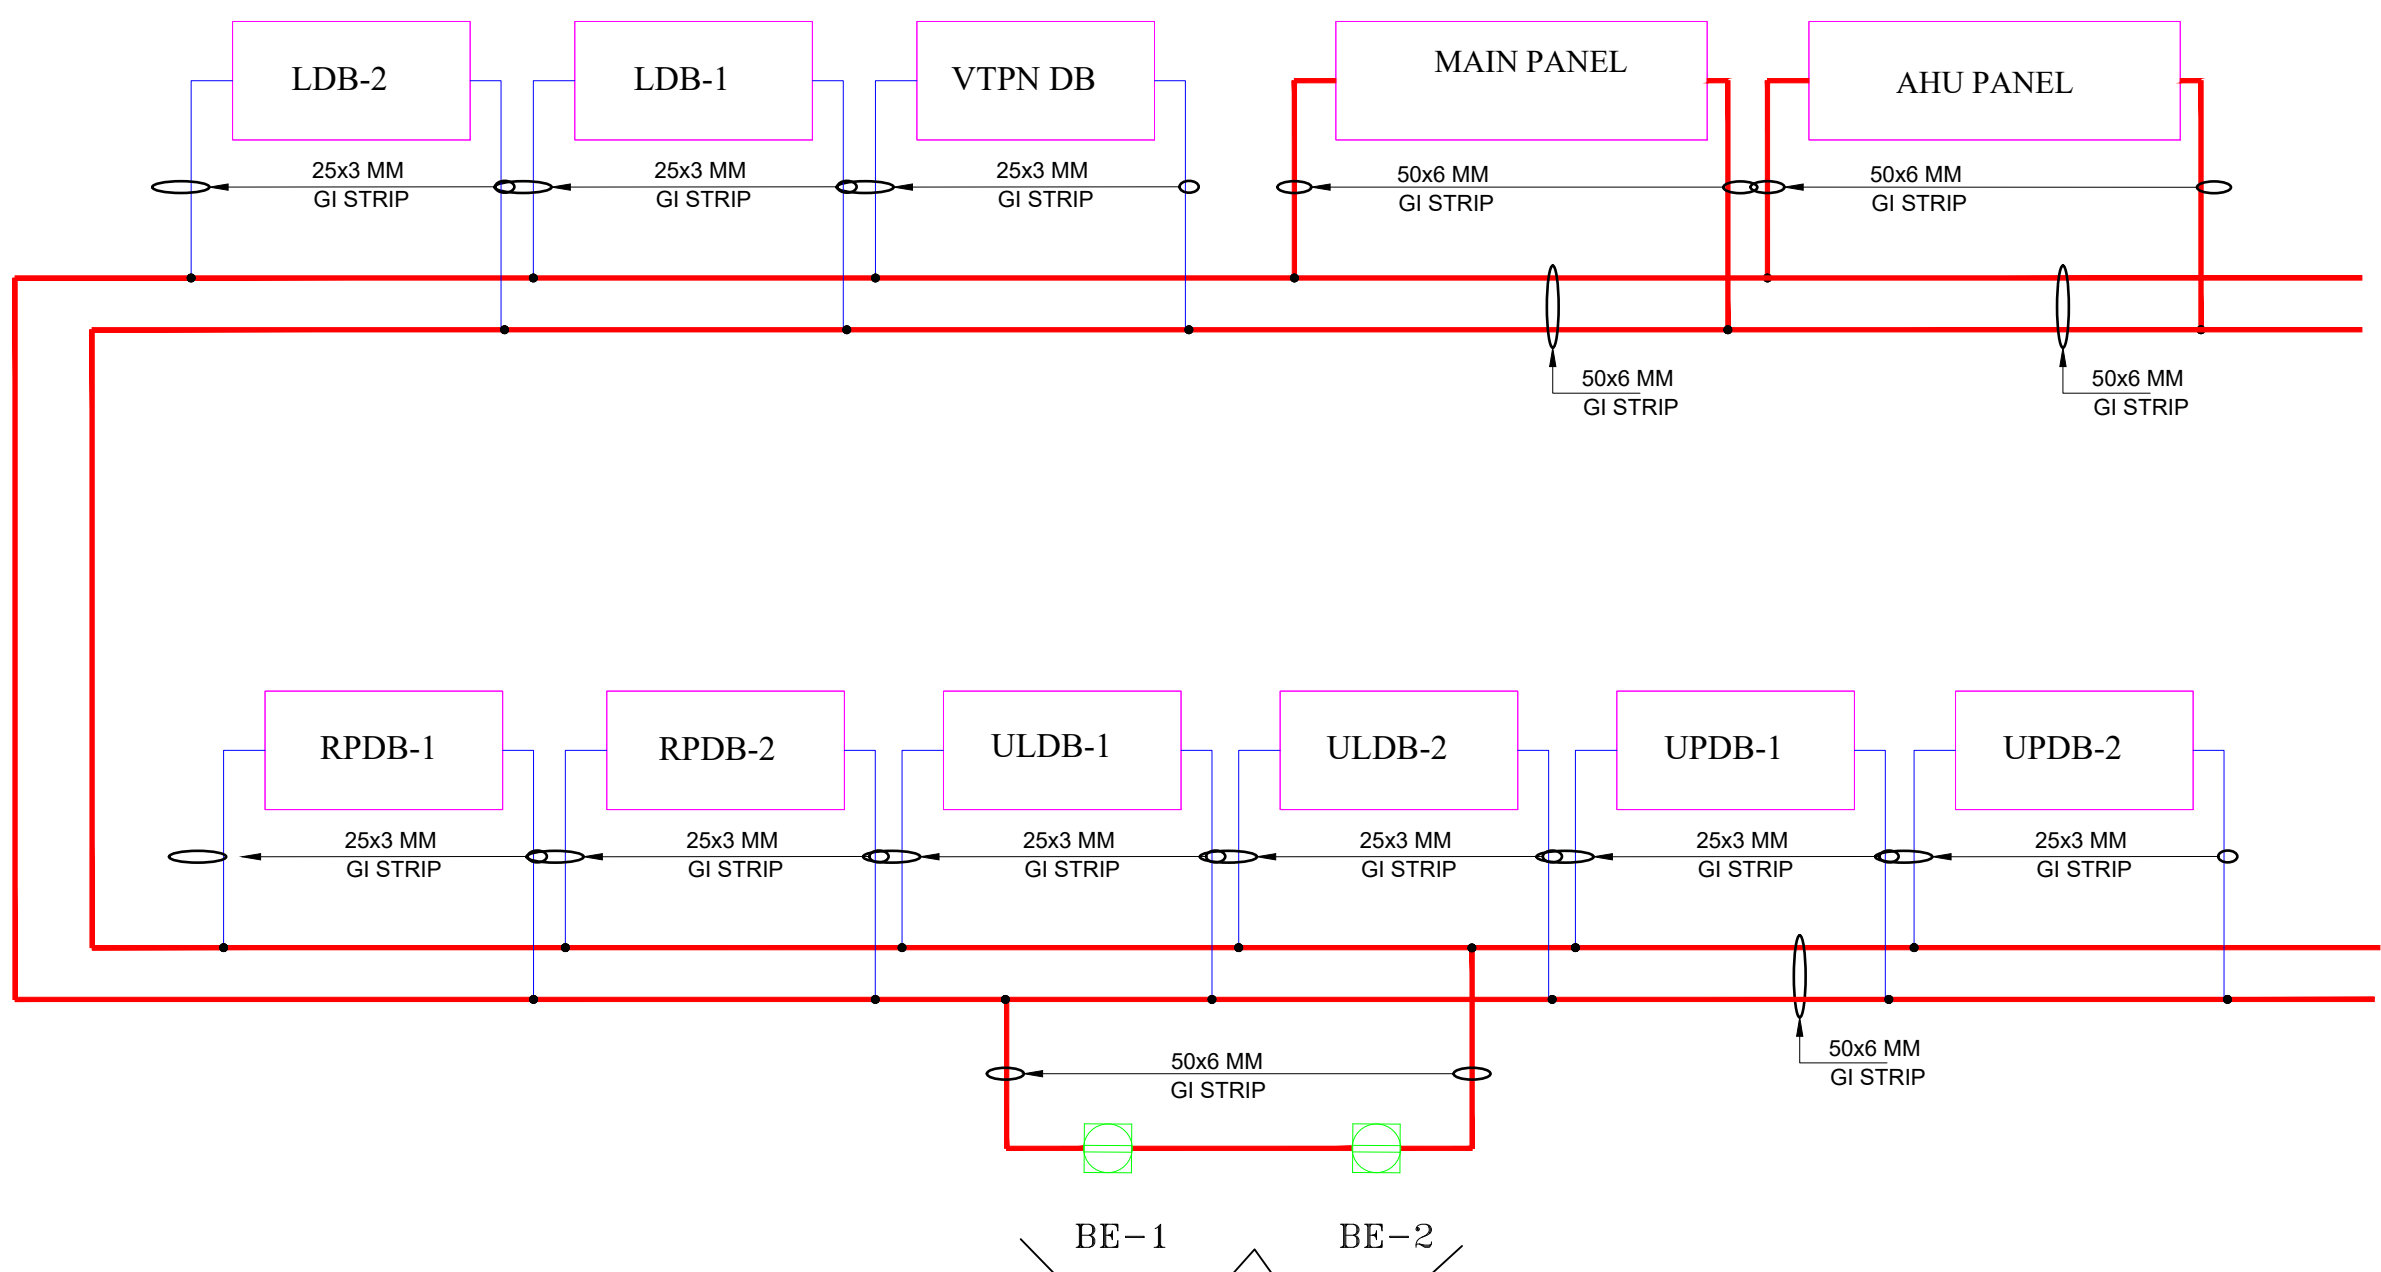 LDB-2
LDB-1
VTPN DB
MAIN PANEL
AHU PANEL
25x3 MM
GI STRIP
25x3 MM
GI STRIP
25x3 MM
GI STRIP
50x6 MM
GI STRIP
50x6 MM
GI STRIP
50x6 MM
GI STRIP
50x6 MM
GI STRIP
RPDB-1
RPDB-2
ULDB-1
ULDB-2
UPDB-1
UPDB-2
25x3 MM
GI STRIP
25x3 MM
GI STRIP
25x3 MM
GI STRIP
25x3 MM
GI STRIP
25x3 MM
GI STRIP
25x3 MM
GI STRIP
50x6 MM
GI STRIP
50x6 MM
GI STRIP
BE-1
BE-2